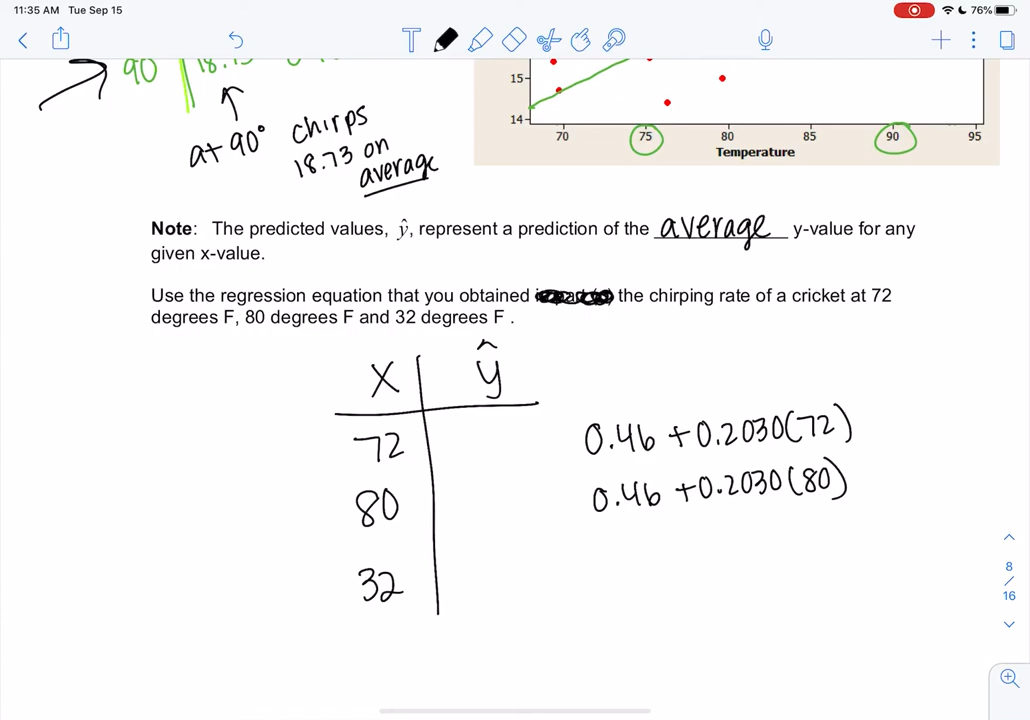 11:35 AM Tue Sep 15
76%
90 18.73
15
14
70 75 80 85 90 95
Temperature
at 90° chirps
18.73 on
average
Note: The predicted values, ŷ, represent a prediction of the average y-value for any
given x-value.
Use the regression equation that you obtained the chirping rate of a cricket at 72
degrees F, 80 degrees F and 32 degrees F .
X ŷ
72 0.46 + 0.2030(72)
80 0.46 + 0.2030(80)
32
8
/
16